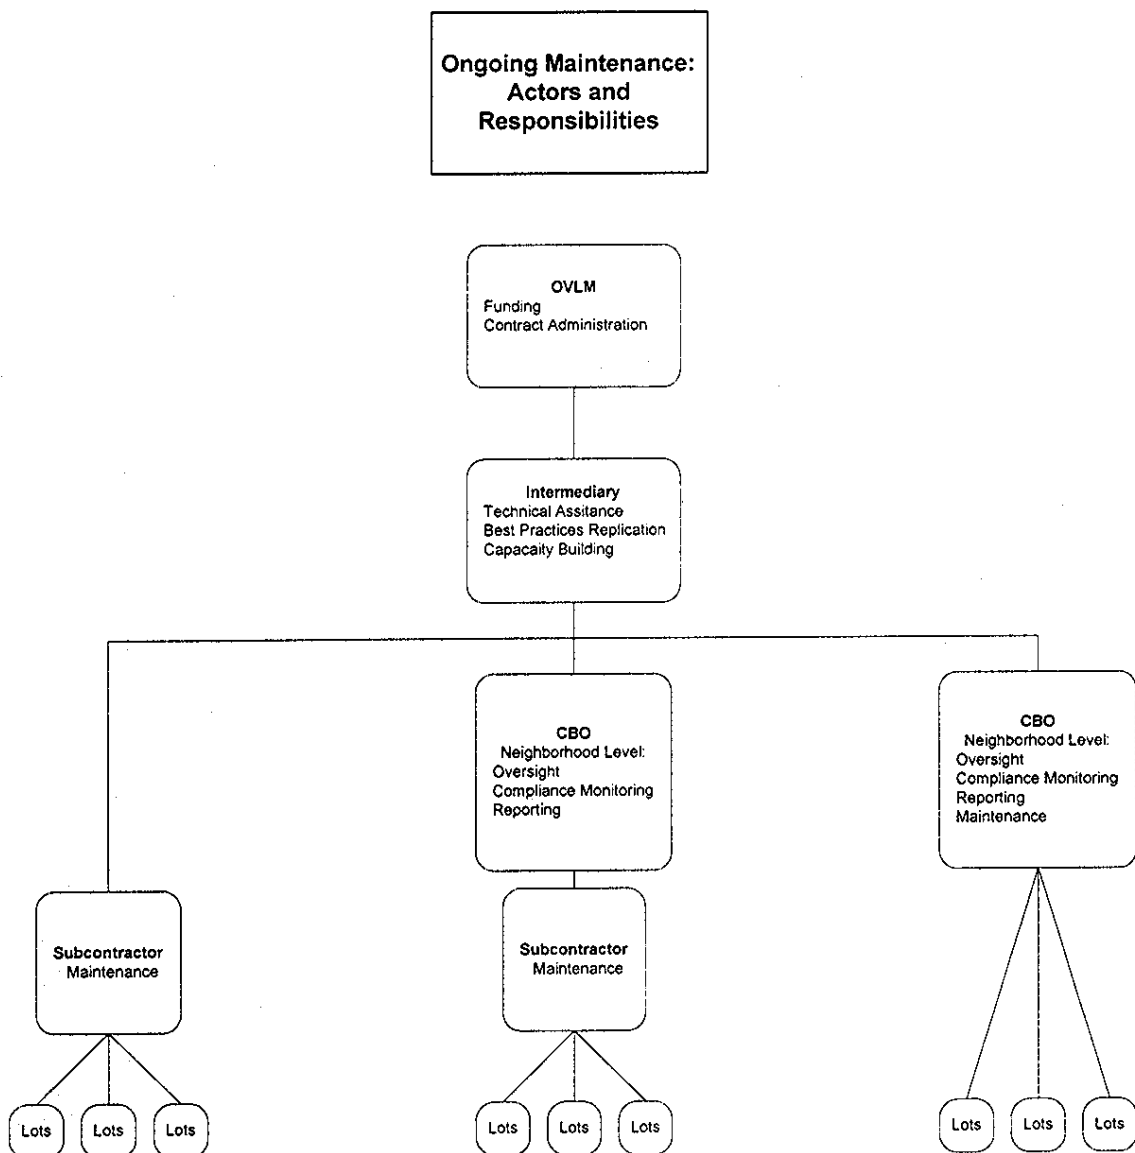 Ongoing Maintenance:
Actors and
Responsibilities
OVLM
Funding
Contract Administration
Intermediary
Technical Assitance
Best Practices Replication
Capacaity Building
CBO
Neighborhood Level:
Oversight
Compliance Monitoring
Reporting
CBO
Neighborhood Level:
Oversight
Compliance Monitoring
Reporting
Maintenance
Subcontractor
Maintenance
Subcontractor
Maintenance
Lots
Lots
Lots
Lots
Lots
Lots
Lots
Lots
Lots